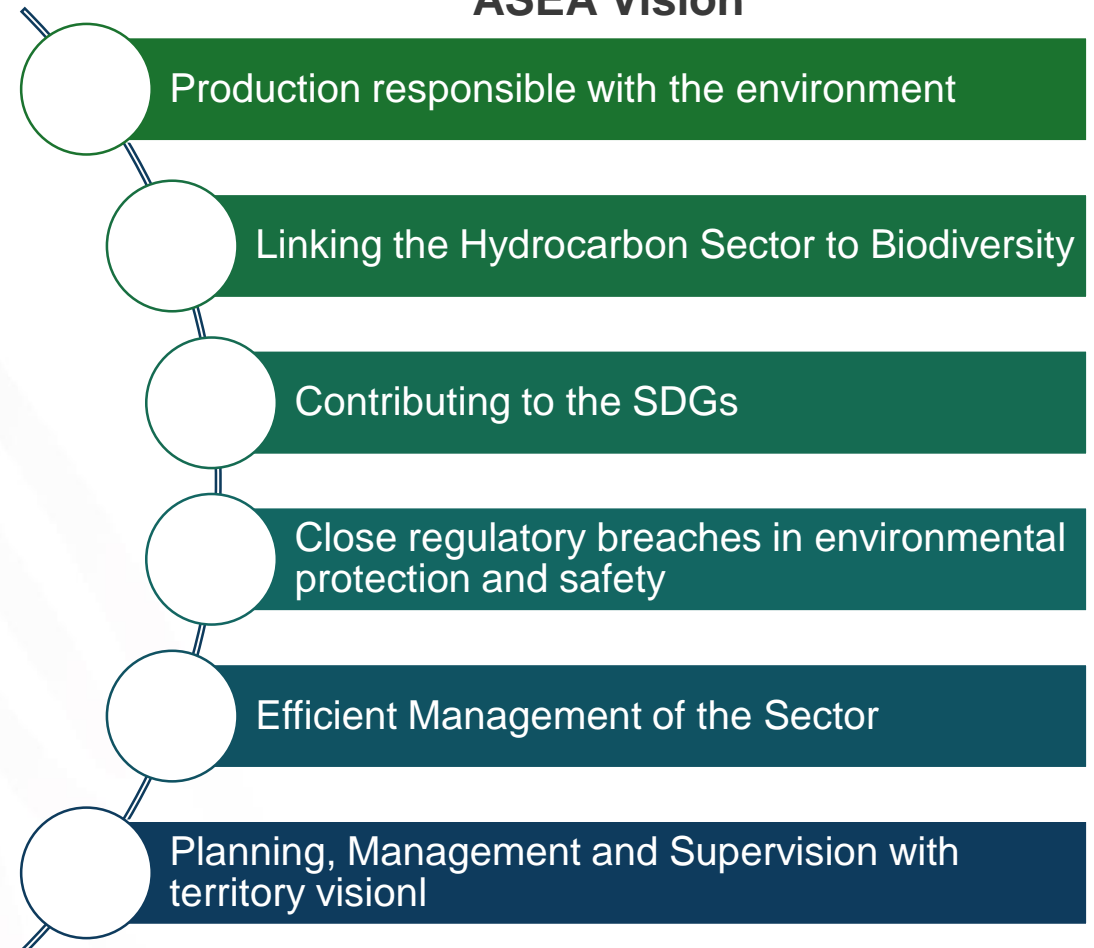 ASEA Vision
Production responsible with the environment
Linking the Hydrocarbon Sector to Biodiversity
Contributing to the SDGs
Close regulatory breaches in environmental
protection and safety
Efficient Management of the Sector
Planning, Management and Supervision with
territory visionl